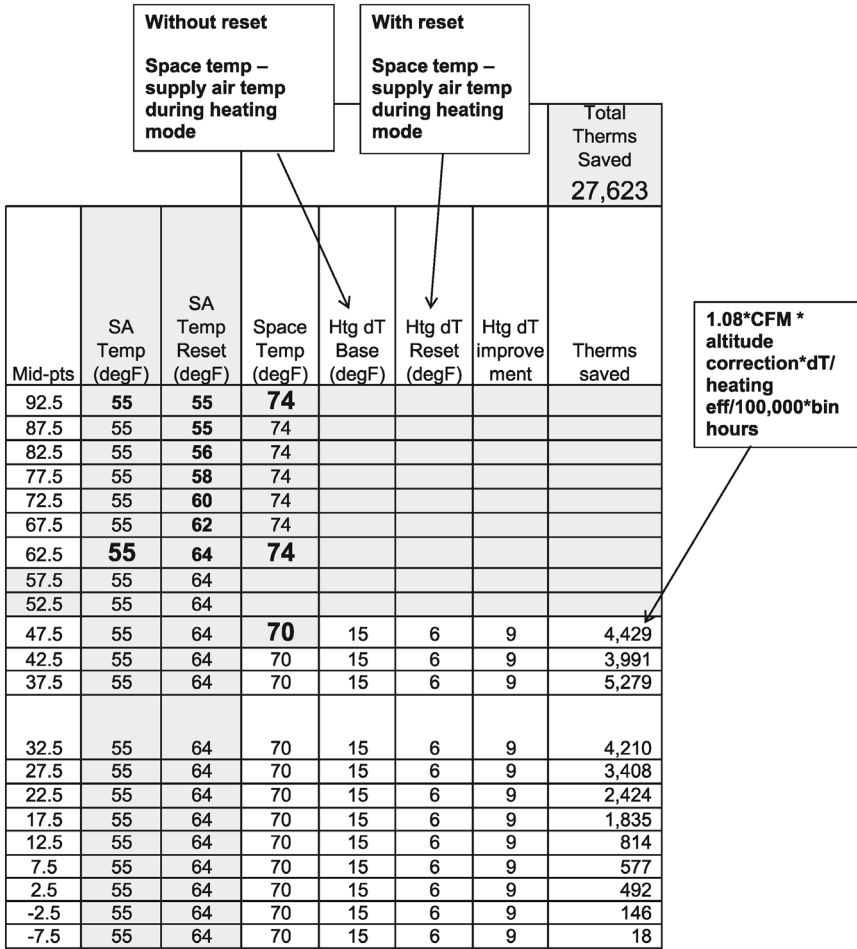 Without reset
Space temp –
supply air temp
during heating
mode
With reset
Space temp –
supply air temp
during heating
mode
Total
Therms
Saved
27,623
Mid-pts
SA
Temp
(degF)
SA
Temp
Reset
(degF)
Space
Temp
(degF)
Htg dT
Base
(degF)
Htg dT
Reset
(degF)
Htg dT
improve
ment
Therms
saved
1.08*CFM *
altitude
correction*dT/
heating
eff/100,000*bin
hours
92.5 55 55 74
87.5 55 55 74
82.5 55 56 74
77.5 55 58 74
72.5 55 60 74
67.5 55 62 74
62.5 55 64 74
57.5 55 64
52.5 55 64
47.5 55 64 70 15 6 9 4,429
42.5 55 64 70 15 6 9 3,991
37.5 55 64 70 15 6 9 5,279
32.5 55 64 70 15 6 9 4,210
27.5 55 64 70 15 6 9 3,408
22.5 55 64 70 15 6 9 2,424
17.5 55 64 70 15 6 9 1,835
12.5 55 64 70 15 6 9 814
7.5 55 64 70 15 6 9 577
2.5 55 64 70 15 6 9 492
-2.5 55 64 70 15 6 9 146
-7.5 55 64 70 15 6 9 18